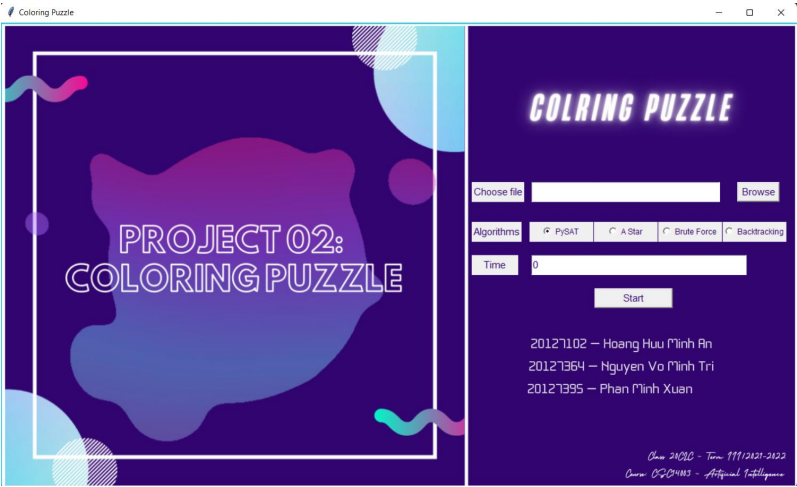 Coloring Puzzle
PROJECT 02:
COLORING PUZZLE
COLRING PUZZLE
Choose file
Browse
Algorithms
PySAT
A Star
Brute Force
Backtracking
Time
0
Start
20127102 – Hoang Huu Minh An
20127364 – Nguyen Vo Minh Tri
20127395 – Phan Minh Xuan
Class 20CLC - Term 2021-2022
Course CSC14003 - Artificial Intelligence